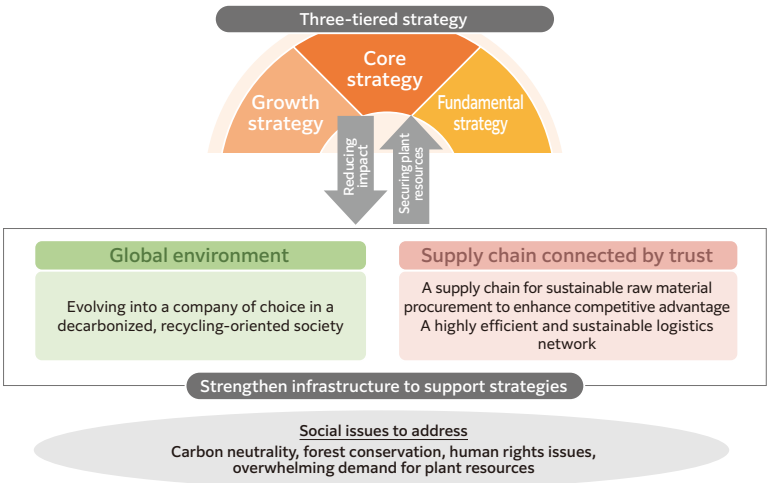 Three-tiered strategy
Core
strategy
Growth
strategy
Fundamental
strategy
Reducing
impact
Securing plant
resources
Global environment
Evolving into a company of choice in a
decarbonized, recycling-oriented society
Supply chain connected by trust
A supply chain for sustainable raw material
procurement to enhance competitive advantage
A highly efficient and sustainable logistics
network
Strengthen infrastructure to support strategies
Social issues to address
Carbon neutrality, forest conservation, human rights issues,
overwhelming demand for plant resources